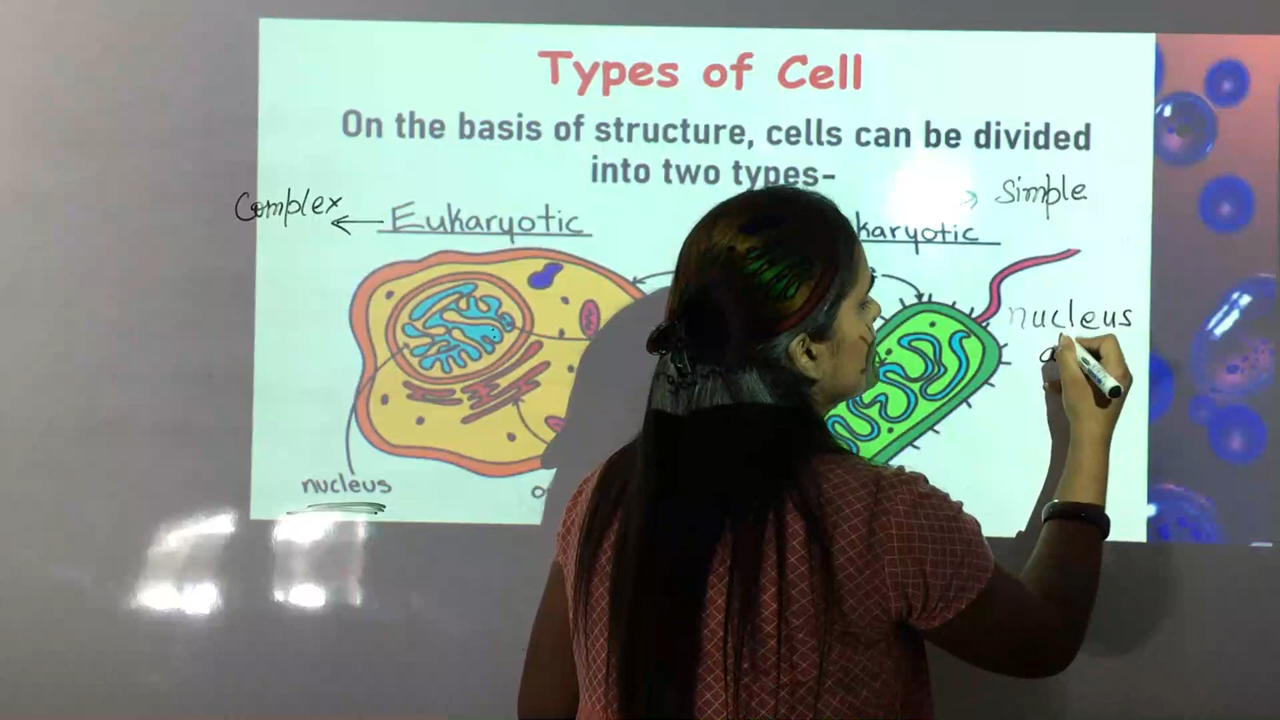 Types of Cell
On the basis of structure, cells can be divided
into two types-
Simple
Complex
Eukaryotic
karyotic
nucleus
nucleus